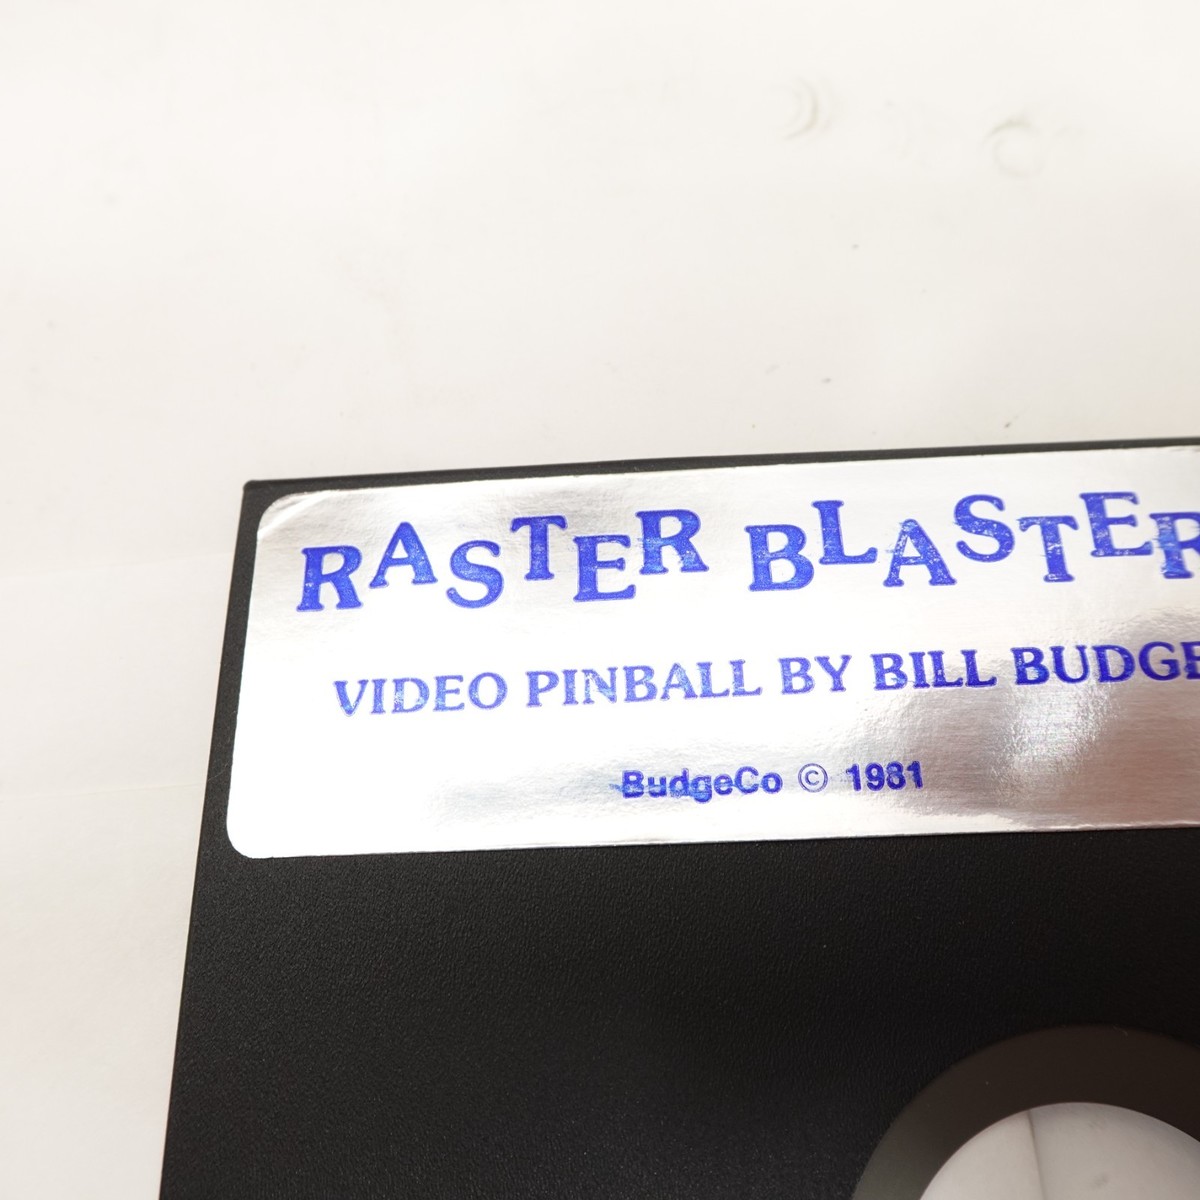 RASTER BLASTER
VIDEO PINBALL BY BILL BUDGE
BudgeCo © 1981